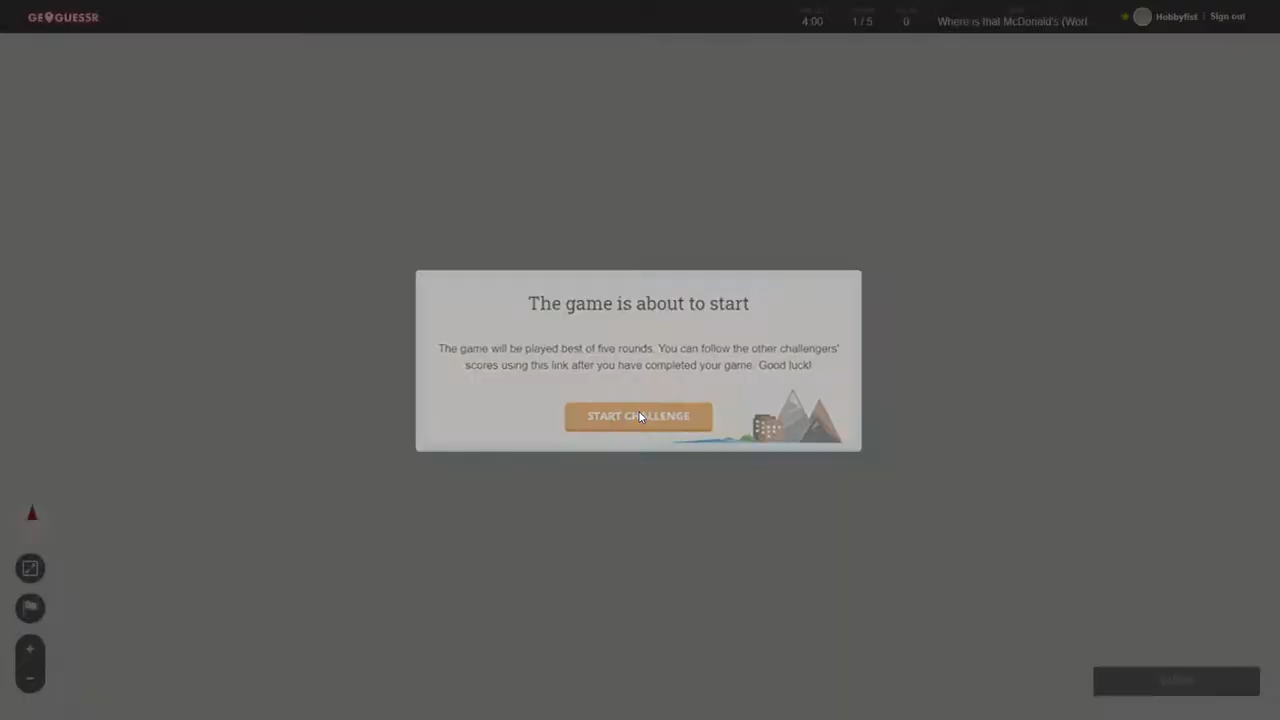 GEOGUESSR
4:00
1 / 5
0
Where is that McDonald's (Worl
Hobbyfist | Sign out
The game is about to start
The game will be played best of five rounds. You can follow the other challengers'
scores using this link after you have completed your game. Good luck!
START CHALLENGE
+
-